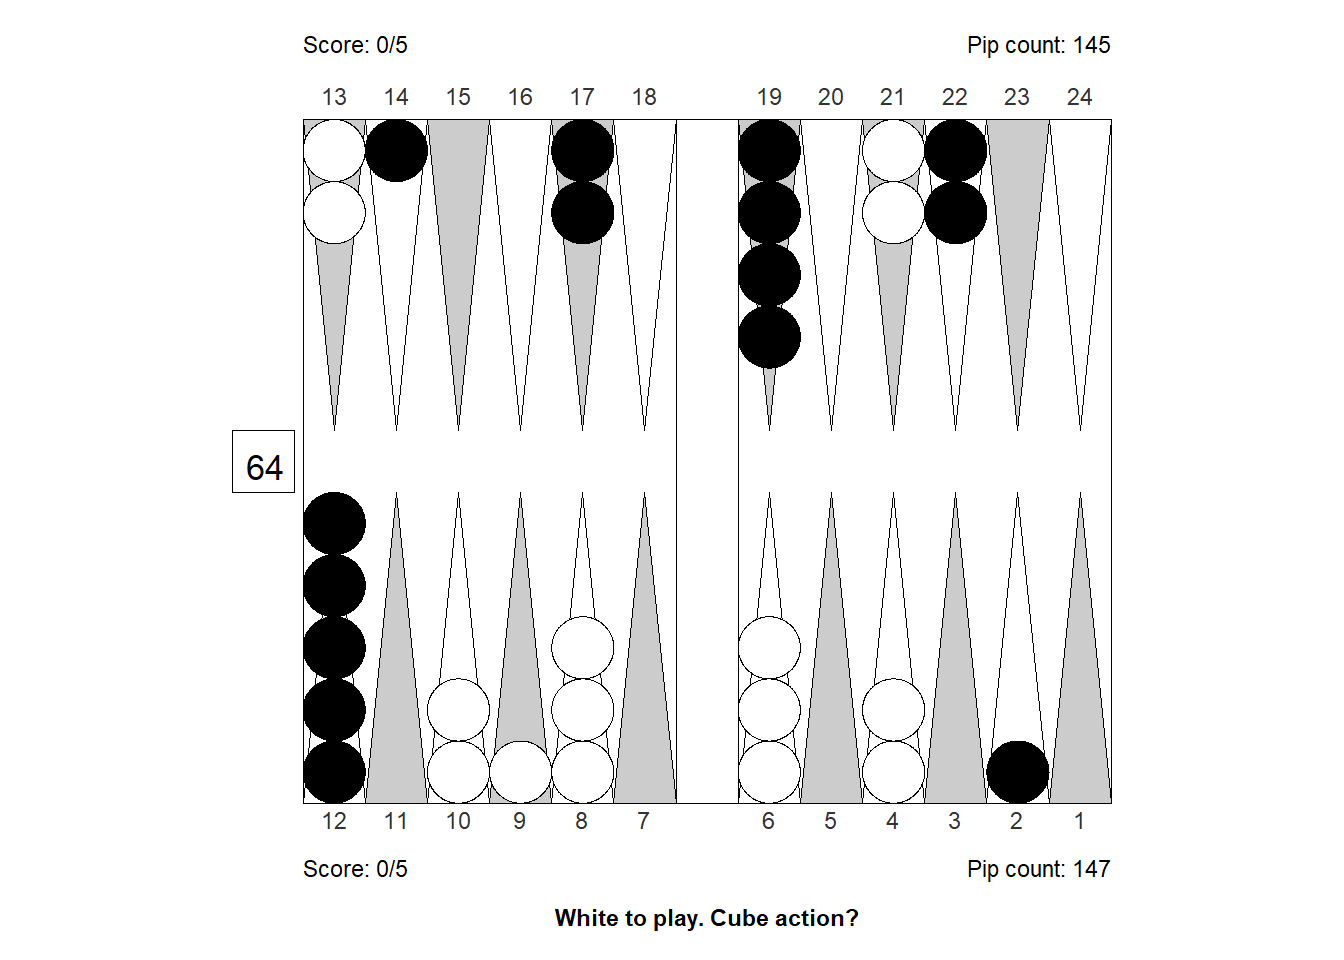 Score: 0/5 Pip count: 145
13 14 15 16 17 18 19 20 21 22 23 24
64
12 11 10 9 8 7 6 5 4 3 2 1
Score: 0/5 Pip count: 147
White to play. Cube action?